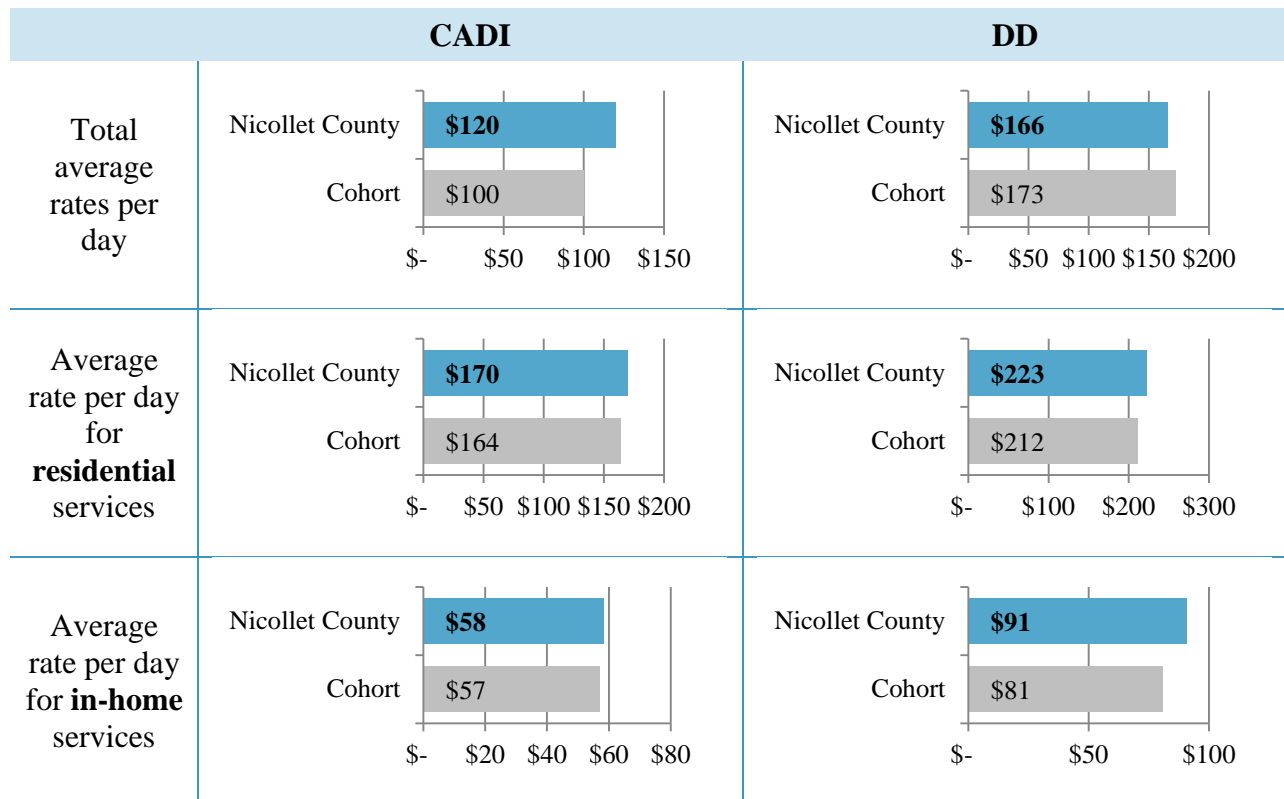 CADI
DD
Total
average
rates per
day
Nicollet County
$120
Cohort
$100
$- $50 $100 $150
Nicollet County
$166
Cohort
$173
$- $50 $100 $150 $200
Average
rate per day
for
residential
services
Nicollet County
$170
Cohort
$164
$- $50 $100 $150 $200
Nicollet County
$223
Cohort
$212
$- $100 $200 $300
Average
rate per day
for in-home
services
Nicollet County
$58
Cohort
$57
$- $20 $40 $60 $80
Nicollet County
$91
Cohort
$81
$- $50 $100